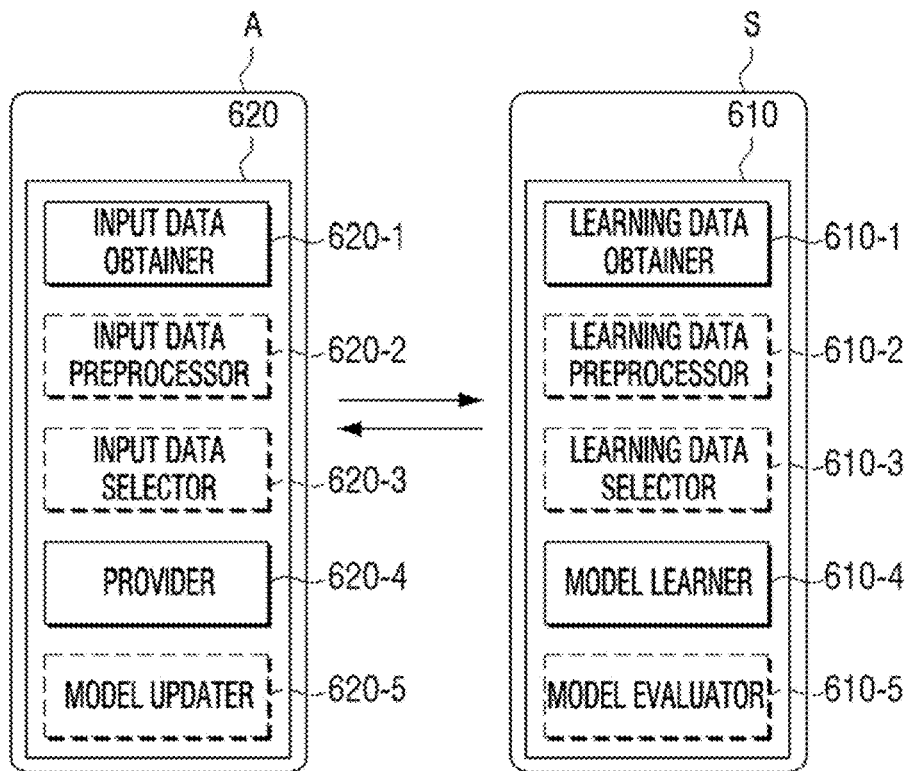 A
620
INPUT DATA
OBTAINER
620-1
INPUT DATA
PREPROCESSOR
620-2
INPUT DATA
SELECTOR
620-3
PROVIDER
620-4
MODEL UPDATER
620-5
S
610
LEARNING DATA
OBTAINER
610-1
LEARNING DATA
PREPROCESSOR
610-2
LEARNING DATA
SELECTOR
610-3
MODEL LEARNER
610-4
MODEL EVALUATOR
610-5